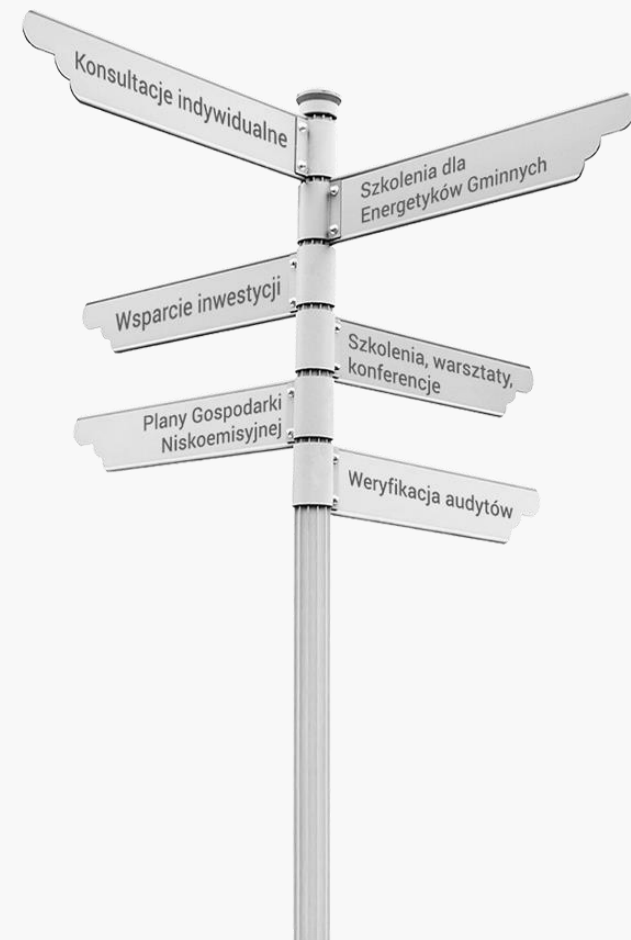 Konsultacje indywidualne
Szkolenia dla
Energetyków Gminnych
Wsparcie inwestycji
Szkolenia, warsztaty,
konferencje
Plany Gospodarki
Niskoemisyjnej
Weryfikacja audytów